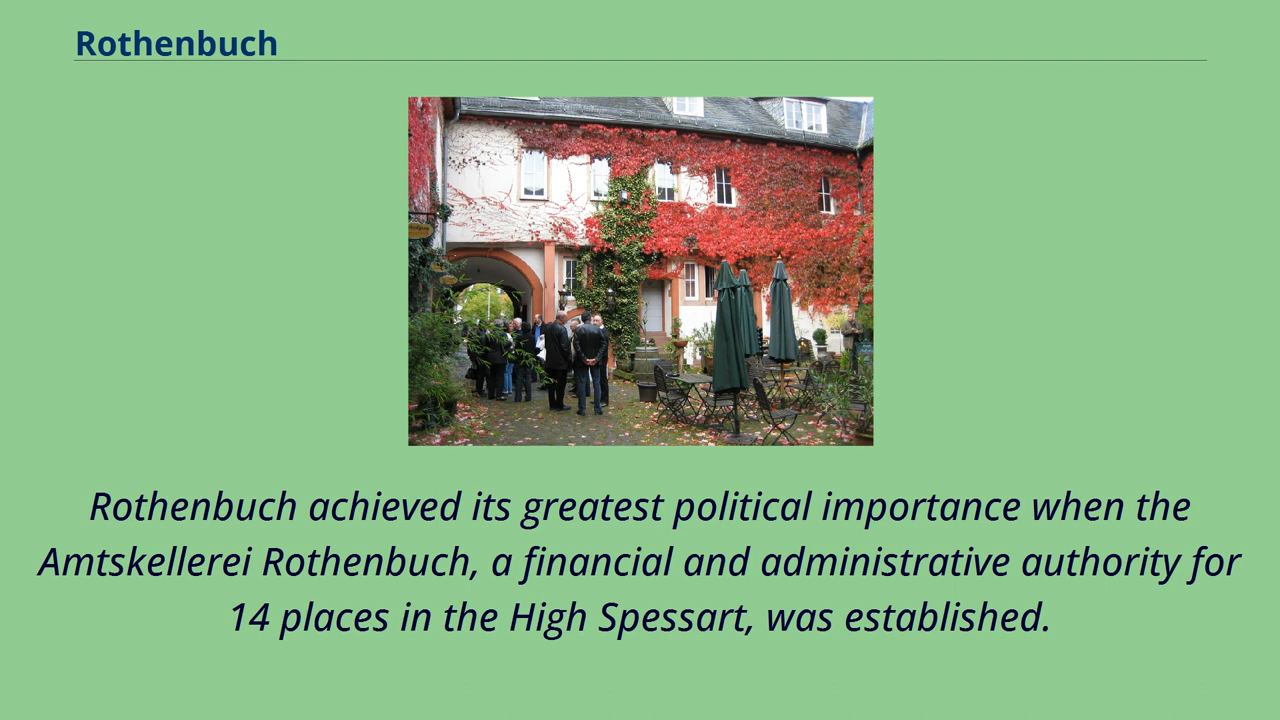 Rothenbuch
Rothenbuch achieved its greatest political importance when the
Amtskellerei Rothenbuch, a financial and administrative authority for
14 places in the High Spessart, was established.